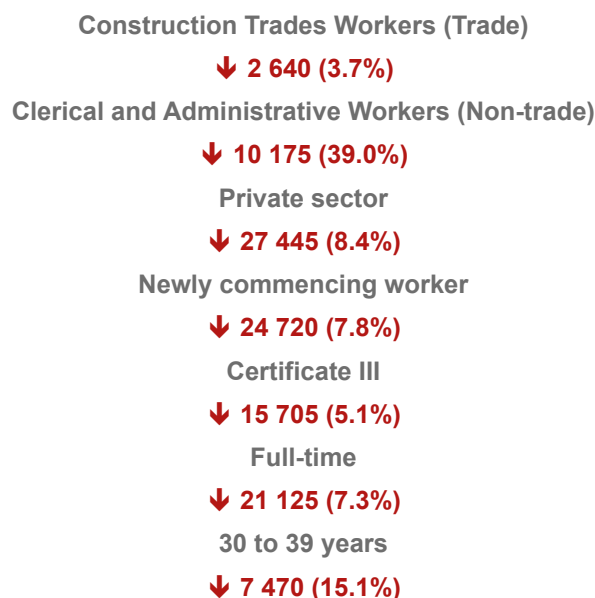 Construction Trades Workers (Trade)
↓ 2 640 (3.7%)
Clerical and Administrative Workers (Non-trade)
↓ 10 175 (39.0%)
Private sector
↓ 27 445 (8.4%)
Newly commencing worker
↓ 24 720 (7.8%)
Certificate III
↓ 15 705 (5.1%)
Full-time
↓ 21 125 (7.3%)
30 to 39 years
↓ 7 470 (15.1%)